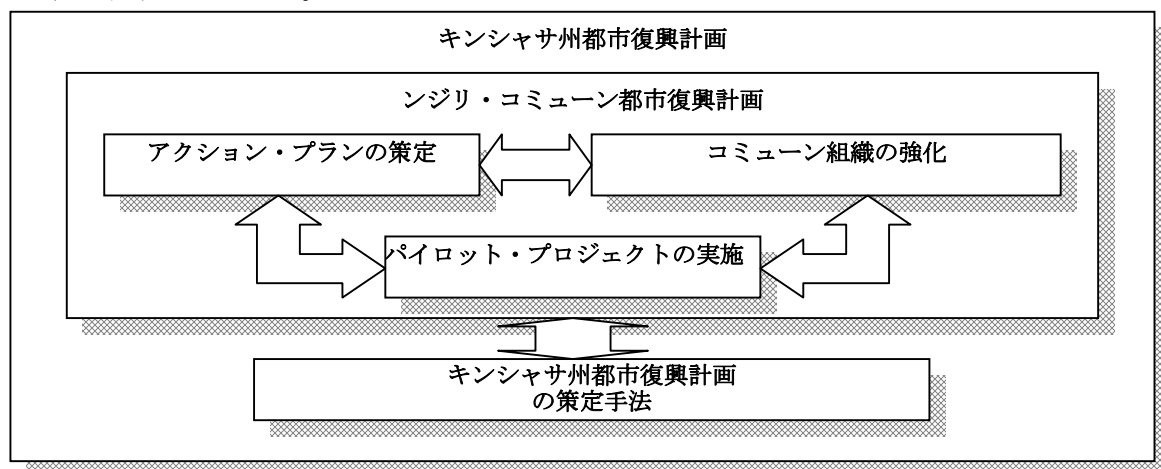 キンシャサ州都市復興計画
ンジリ・コミューン都市復興計画
アクション・プランの策定
コミューン組織の強化
パイロット・プロジェクトの実施
キンシャサ州都市復興計画
の策定手法